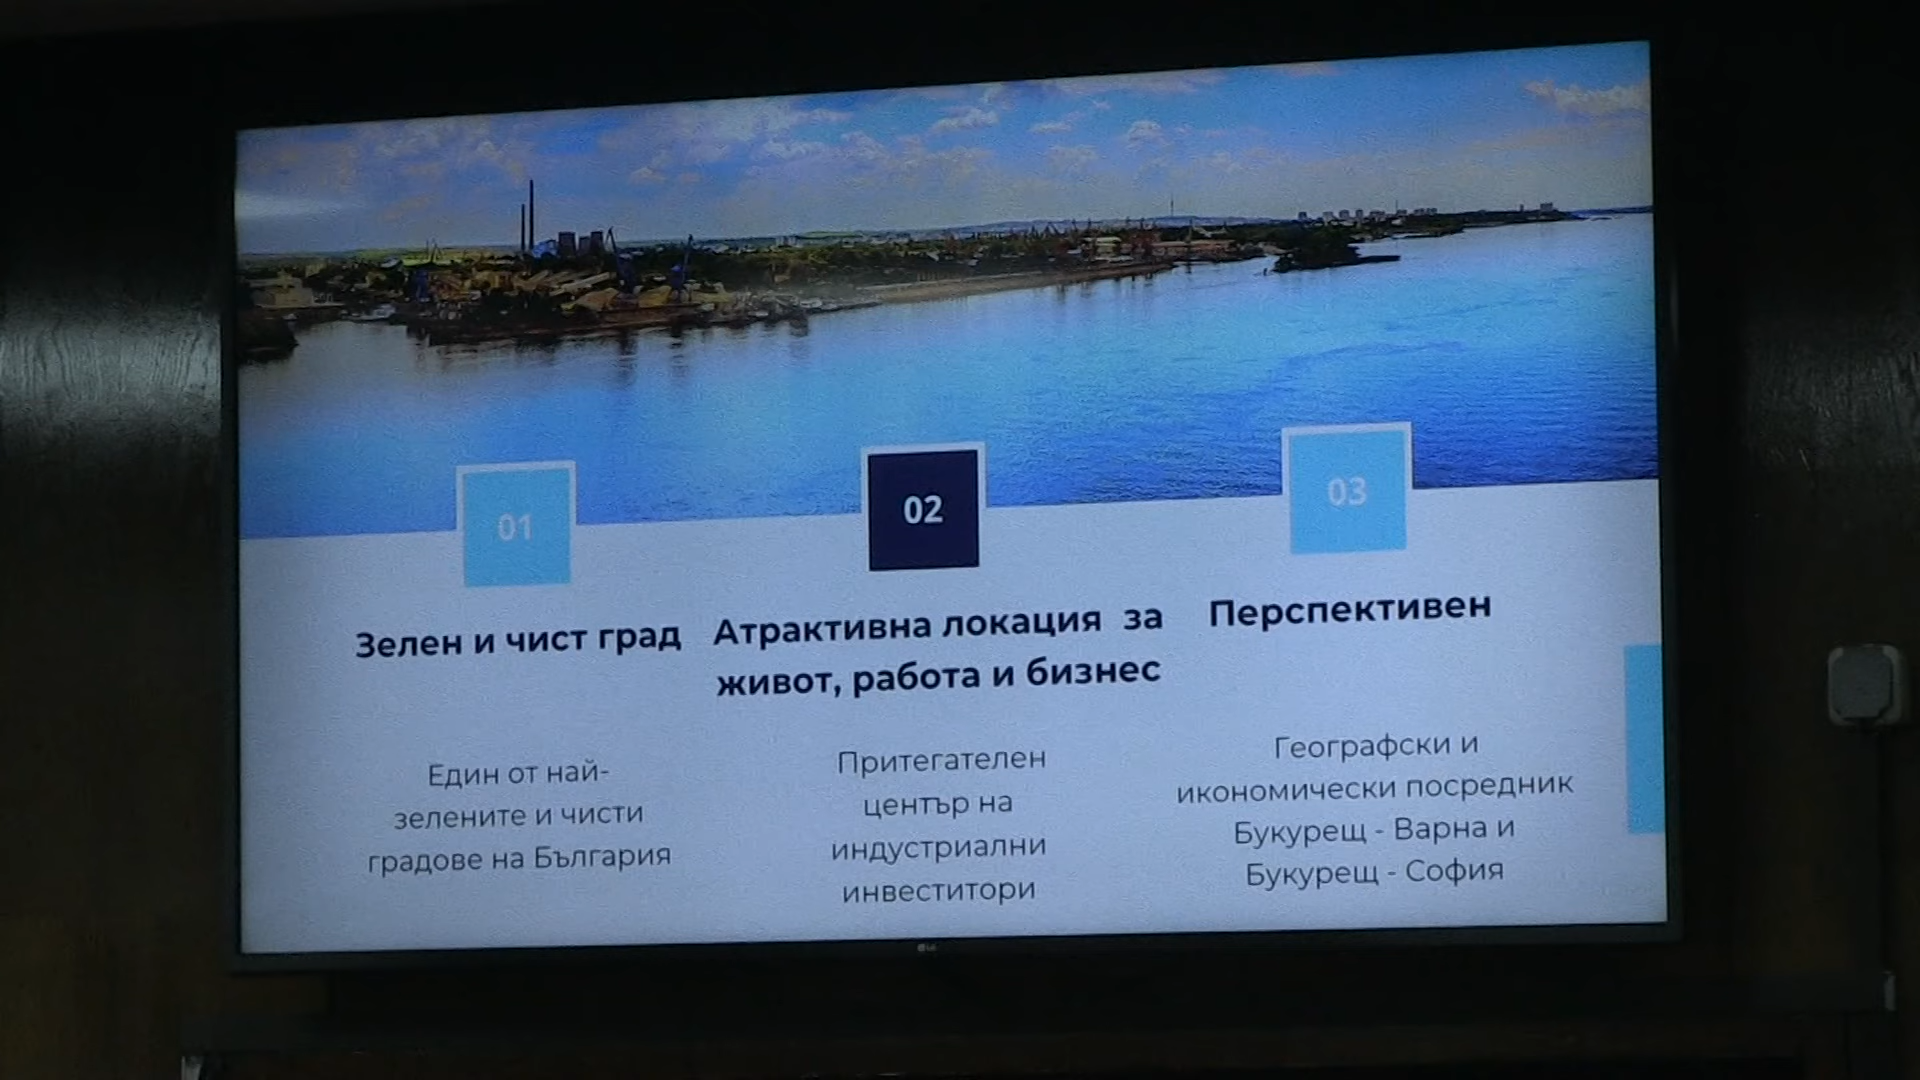 01
Зелен и чист град
Един от най-
зелените и чисти
градове на България
02
Атрактивна локация за
живот, работа и бизнес
Притегателен
център на
индустриални
инвеститори
03
Перспективен
Географски и
икономически посредник
Букурещ - Варна и
Букурещ - София
LG